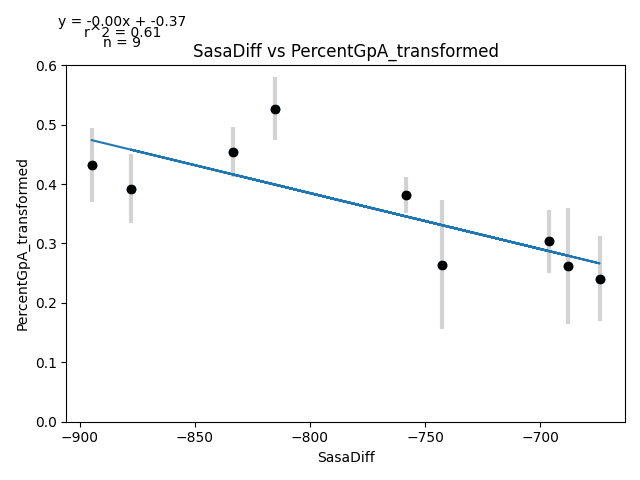 y = -0.00x + -0.37
r^2 = 0.61
n = 9
SasaDiff vs PercentGpA_transformed
0.6
0.5
0.4
0.3
0.2
0.1
0.0
PercentGpA_transformed
−900
−850
−800
−750
−700
SasaDiff